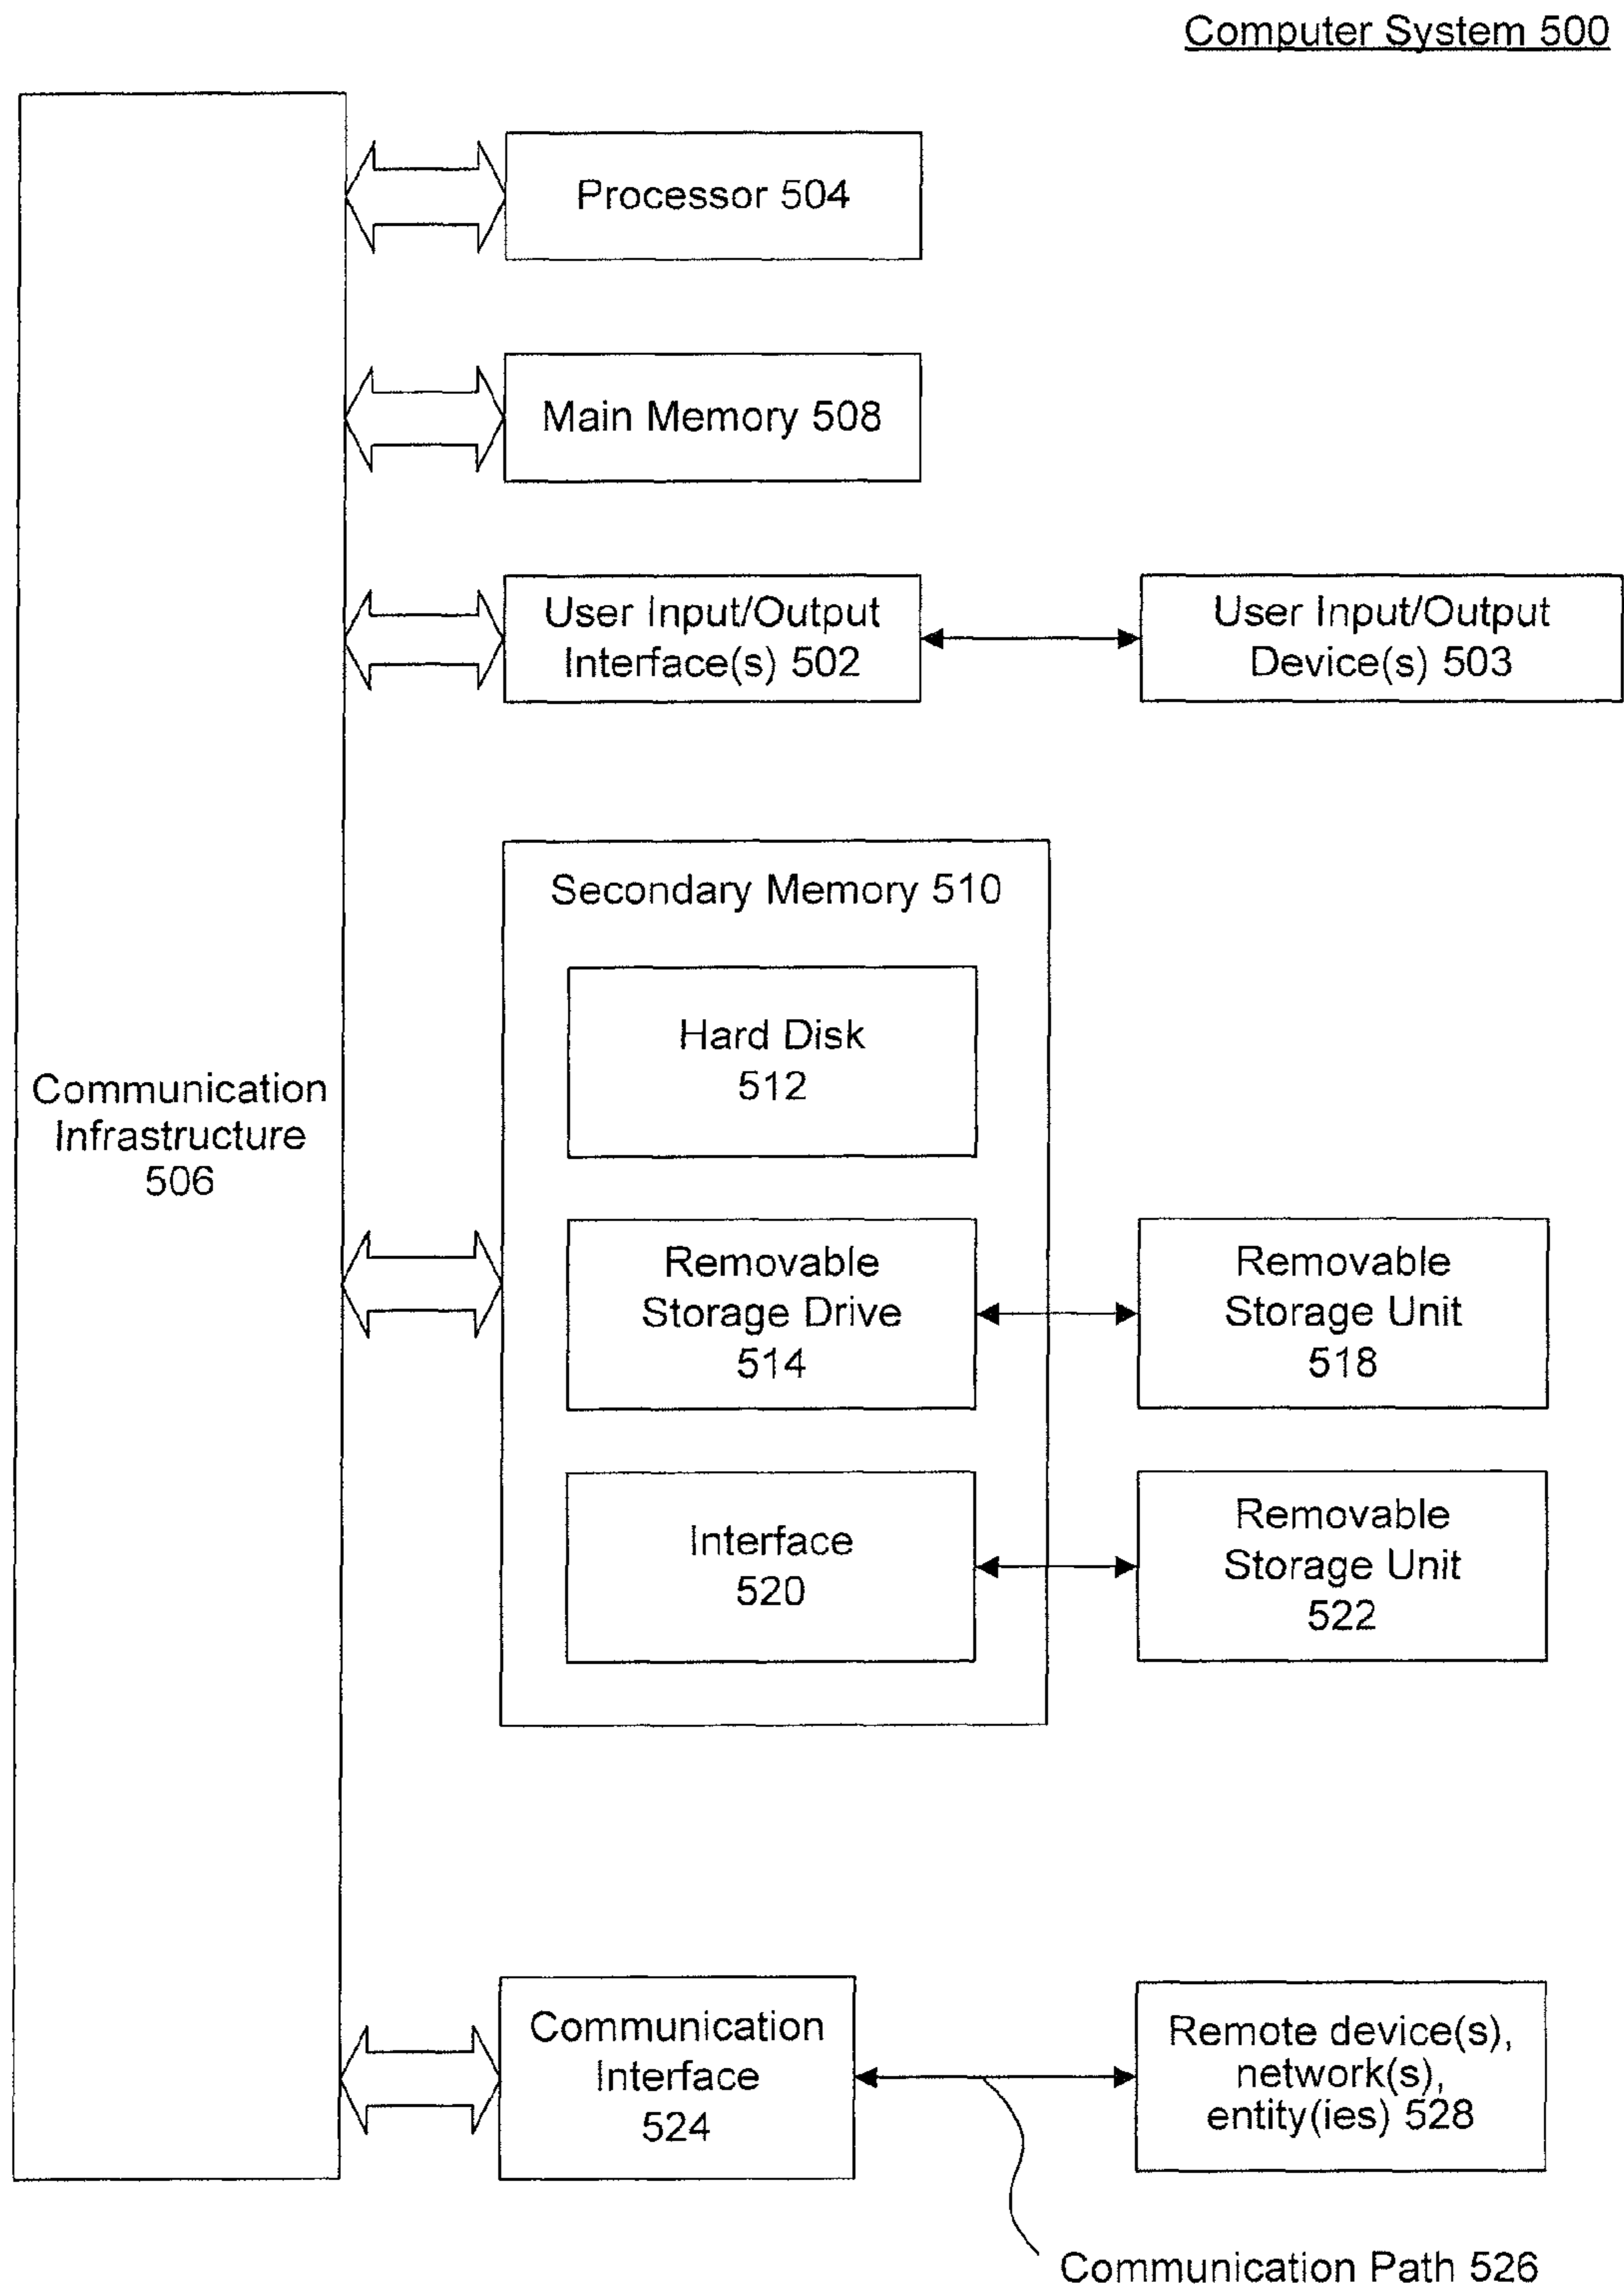 Computer System 500
Processor 504
Main Memory 508
User Input/Output
Interface(s) 502
User Input/Output
Device(s) 503
Secondary Memory 510
Hard Disk
512
Communication
Infrastructure
506
Removable
Storage Drive
514
Removable
Storage Unit
518
Interface
520
Removable
Storage Unit
522
Communication
Interface
524
Remote device(s),
network(s),
entity(ies) 528
Communication Path 526